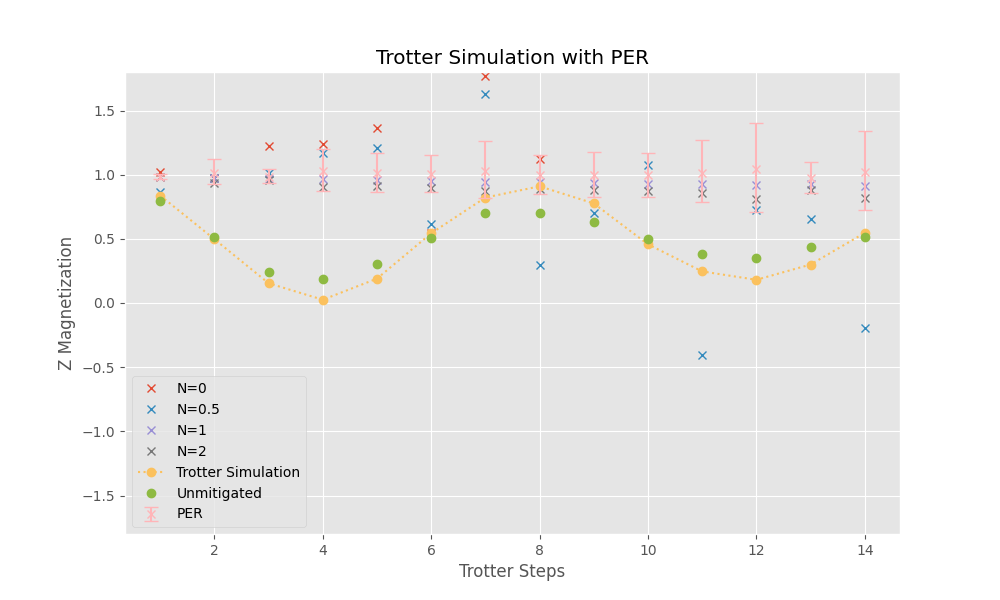 Trotter Simulation with PER
Z Magnetization
1.5
1.0
0.5
0.0
−0.5
−1.0
−1.5
N=0
N=0.5
N=1
N=2
Trotter Simulation
Unmitigated
PER
2 4 6 8 10 12 14
Trotter Steps